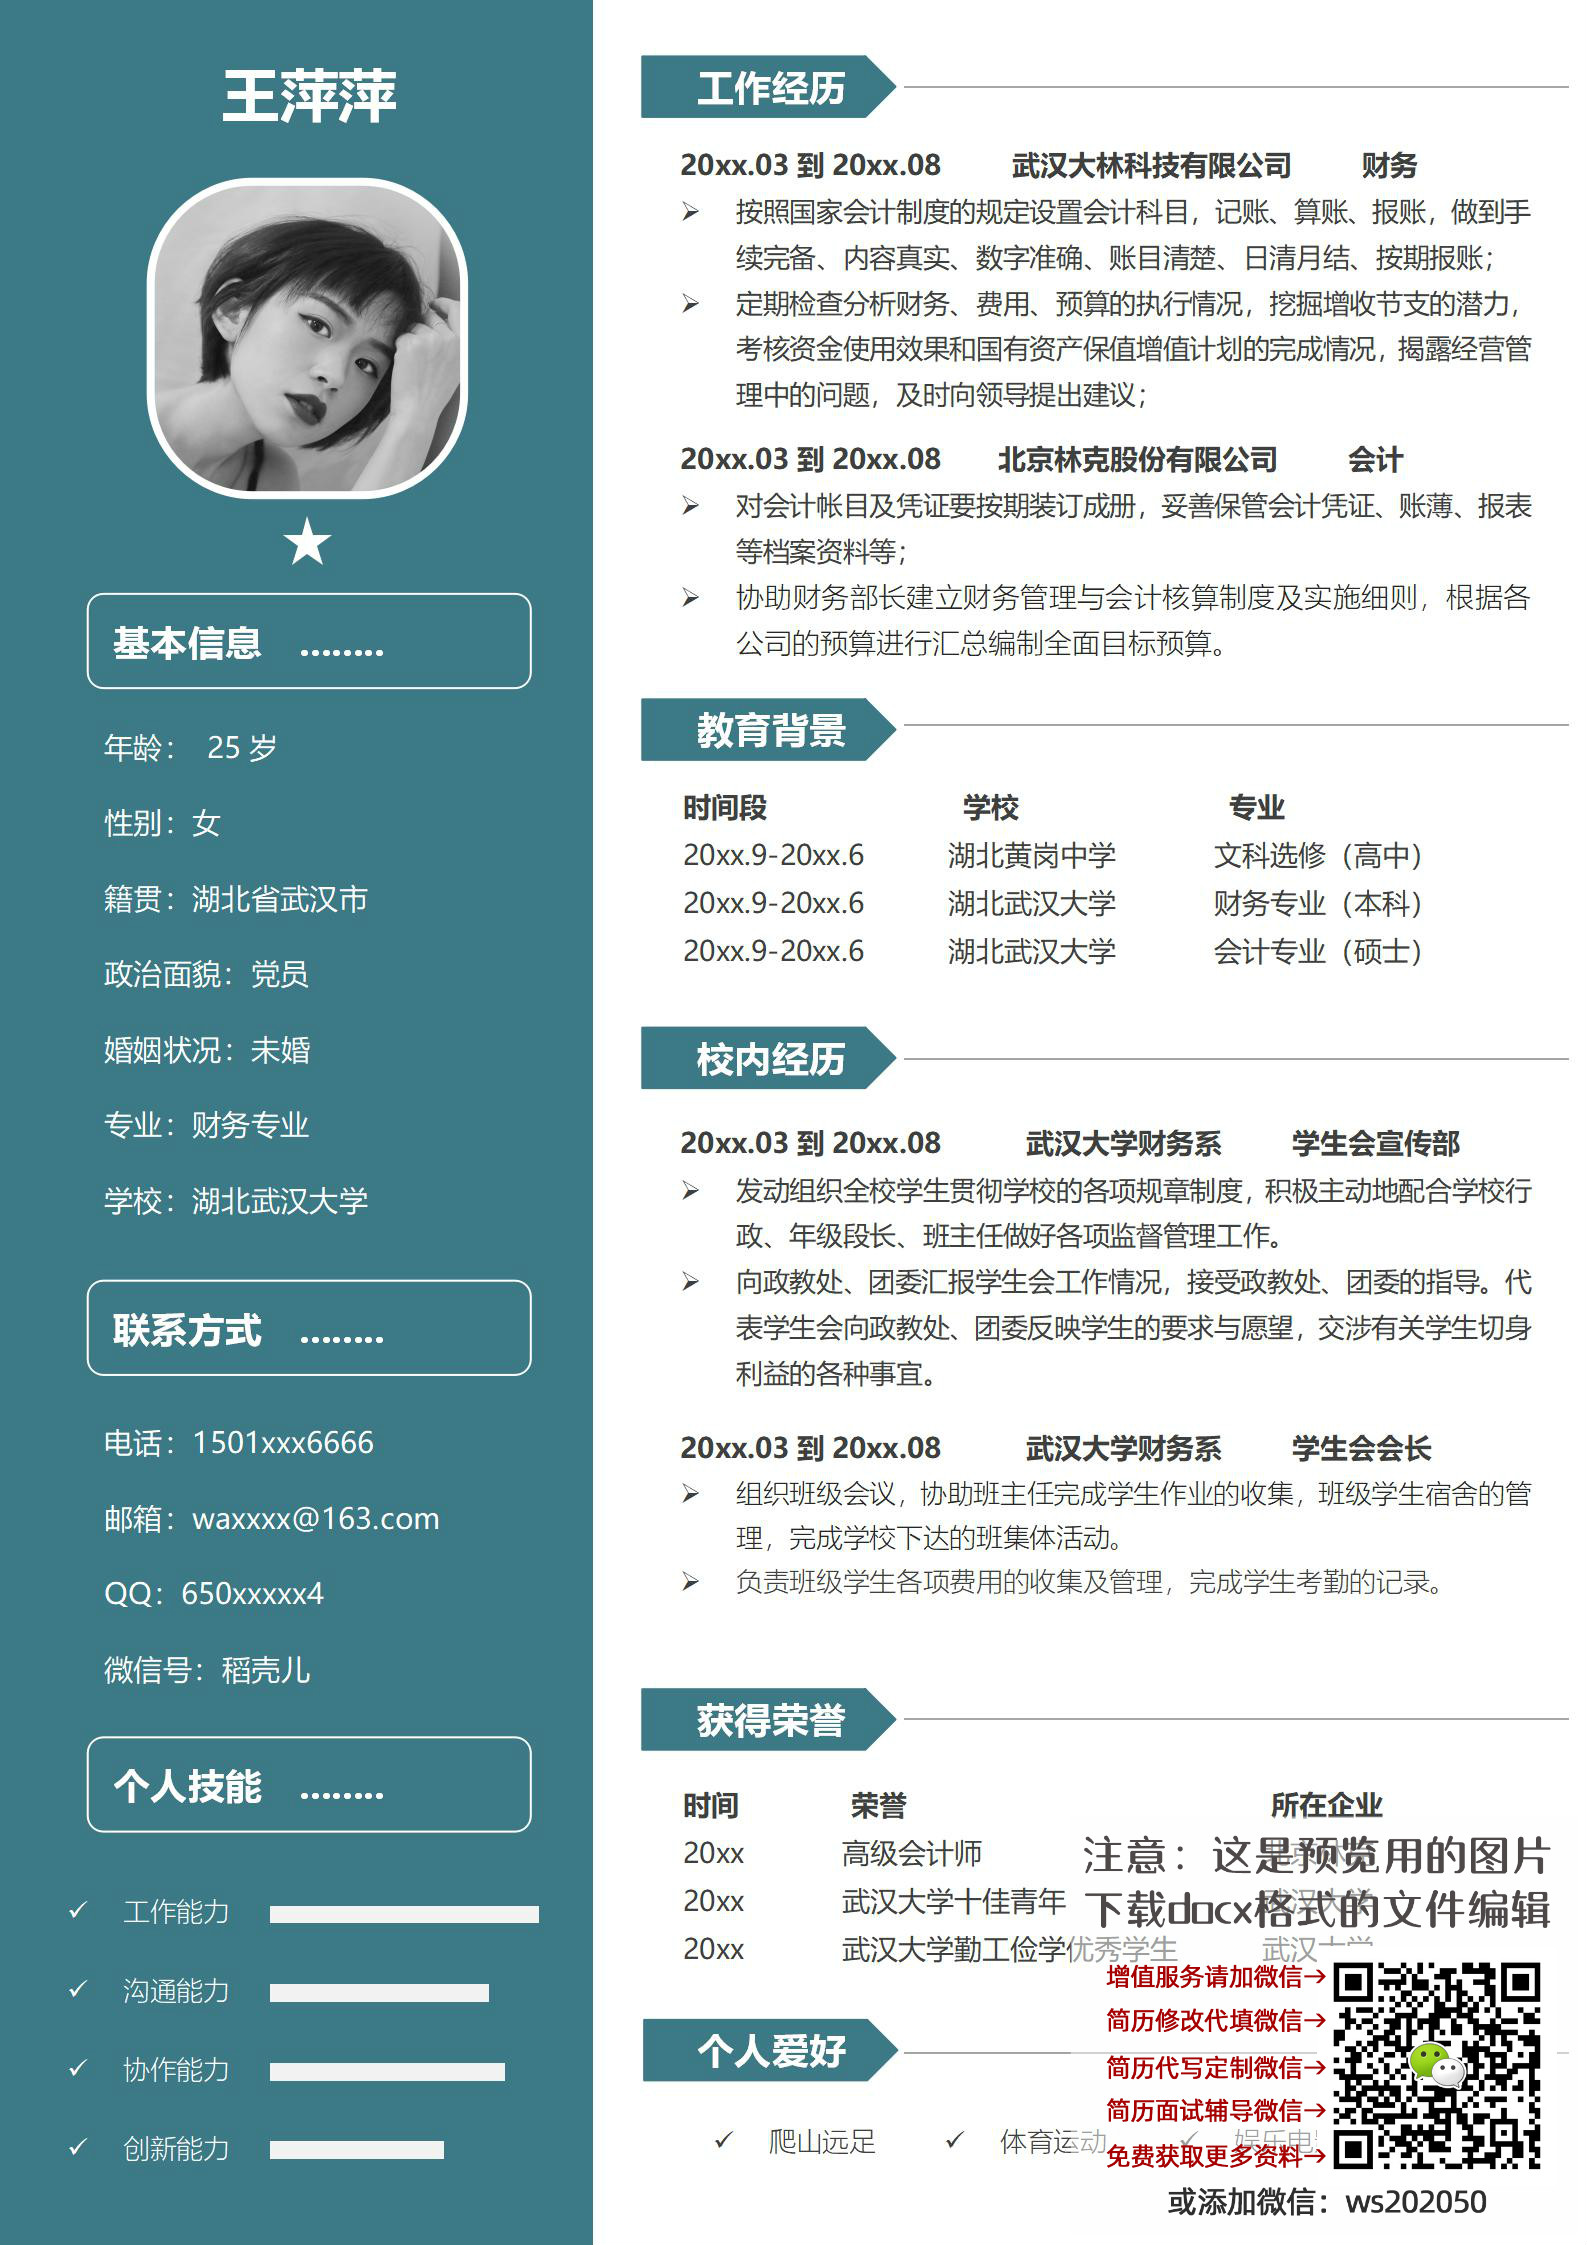 王萍萍
基本信息 ........
年龄： 25 岁
性别：女
籍贯：湖北省武汉市
政治面貌：党员
婚姻状况：未婚
专业：财务专业
学校：湖北武汉大学
联系方式 ........
电话：1501xxx6666
邮箱：waxxxx@163.com
QQ：650xxxxx4
微信号：稻壳儿
个人技能 ........
工作能力
沟通能力
协作能力
创新能力
工作经历
20xx.03 到 20xx.08 武汉大林科技有限公司 财务
按照国家会计制度的规定设置会计科目，记账、算账、报账，做到手
续完备、内容真实、数字准确、账目清楚、日清月结、按期报账；
定期检查分析财务、费用、预算的执行情况，挖掘增收节支的潜力，
考核资金使用效果和国有资产保值增值计划的完成情况，揭露经营管
理中的问题，及时向领导提出建议；
20xx.03 到 20xx.08 北京林克股份有限公司 会计
对会计帐目及凭证要按期装订成册，妥善保管会计凭证、账薄、报表
等档案资料等；
协助财务部长建立财务管理与会计核算制度及实施细则，根据各
公司的预算进行汇总编制全面目标预算。
教育背景
时间段 学校 专业
20xx.9-20xx.6 湖北黄岗中学 文科选修（高中）
20xx.9-20xx.6 湖北武汉大学 财务专业（本科）
20xx.9-20xx.6 湖北武汉大学 会计专业（硕士）
校内经历
20xx.03 到 20xx.08 武汉大学财务系 学生会宣传部
发动组织全校学生贯彻学校的各项规章制度，积极主动地配合学校行
政、年级段长、班主任做好各项监督管理工作。
向政教处、团委汇报学生会工作情况，接受政教处、团委的指导。代
表学生会向政教处、团委反映学生的要求与愿望，交涉有关学生切身
利益的各种事宜。
20xx.03 到 20xx.08 武汉大学财务系 学生会会长
组织班级会议，协助班主任完成学生作业的收集，班级学生宿舍的管
理，完成学校下达的班集体活动。
负责班级学生各项费用的收集及管理，完成学生考勤的记录。
获得荣誉
时间 荣誉 所在企业
20xx 高级会计师
20xx 武汉大学十佳青年 武汉大学
20xx 武汉大学勤工俭学优秀学生 武汉大学
注意：这是预览用的图片
下载docx格式的文件编辑
增值服务请加微信→
简历修改代填微信→
简历代写定制微信→
简历面试辅导微信→
免费获取更多资料→
或添加微信：ws202050
个人爱好
爬山远足 体育运动 娱乐电